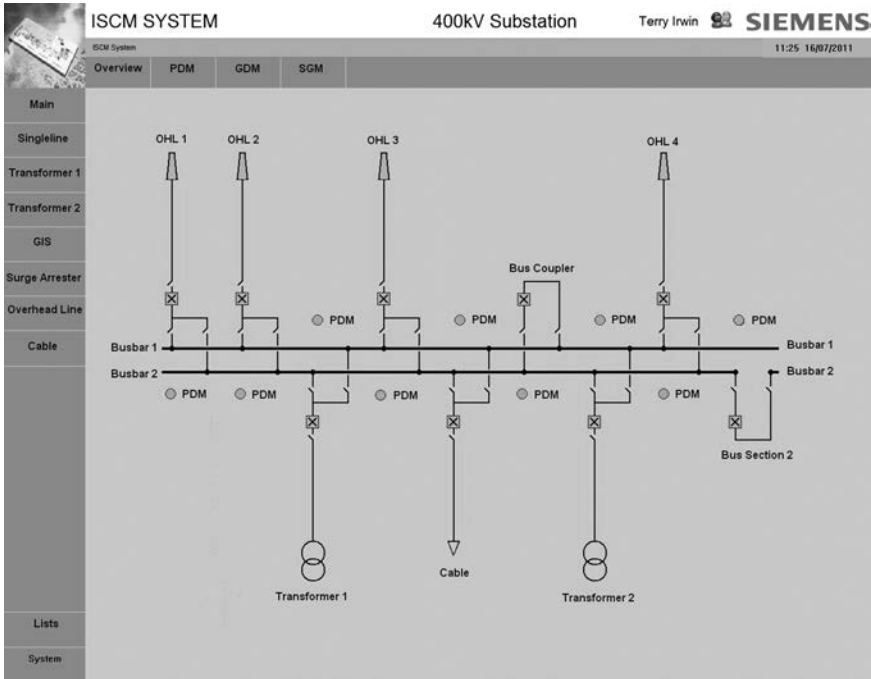 ISCM SYSTEM 400kV Substation Terry Irwin SIEMENS
ISCM System 11:25 16/07/2011
Overview PDM GDM SGM
Main
Singleline
Transformer 1
Transformer 2
GIS
Surge Arrester
Overhead Line
Cable
Lists
System
OHL 1 OHL 2 OHL 3 OHL 4
Bus Coupler
PDM PDM PDM PDM
Busbar 1 Busbar 1
Busbar 2 Busbar 2
PDM PDM PDM PDM PDM
Bus Section 2
Cable
Transformer 1 Transformer 2